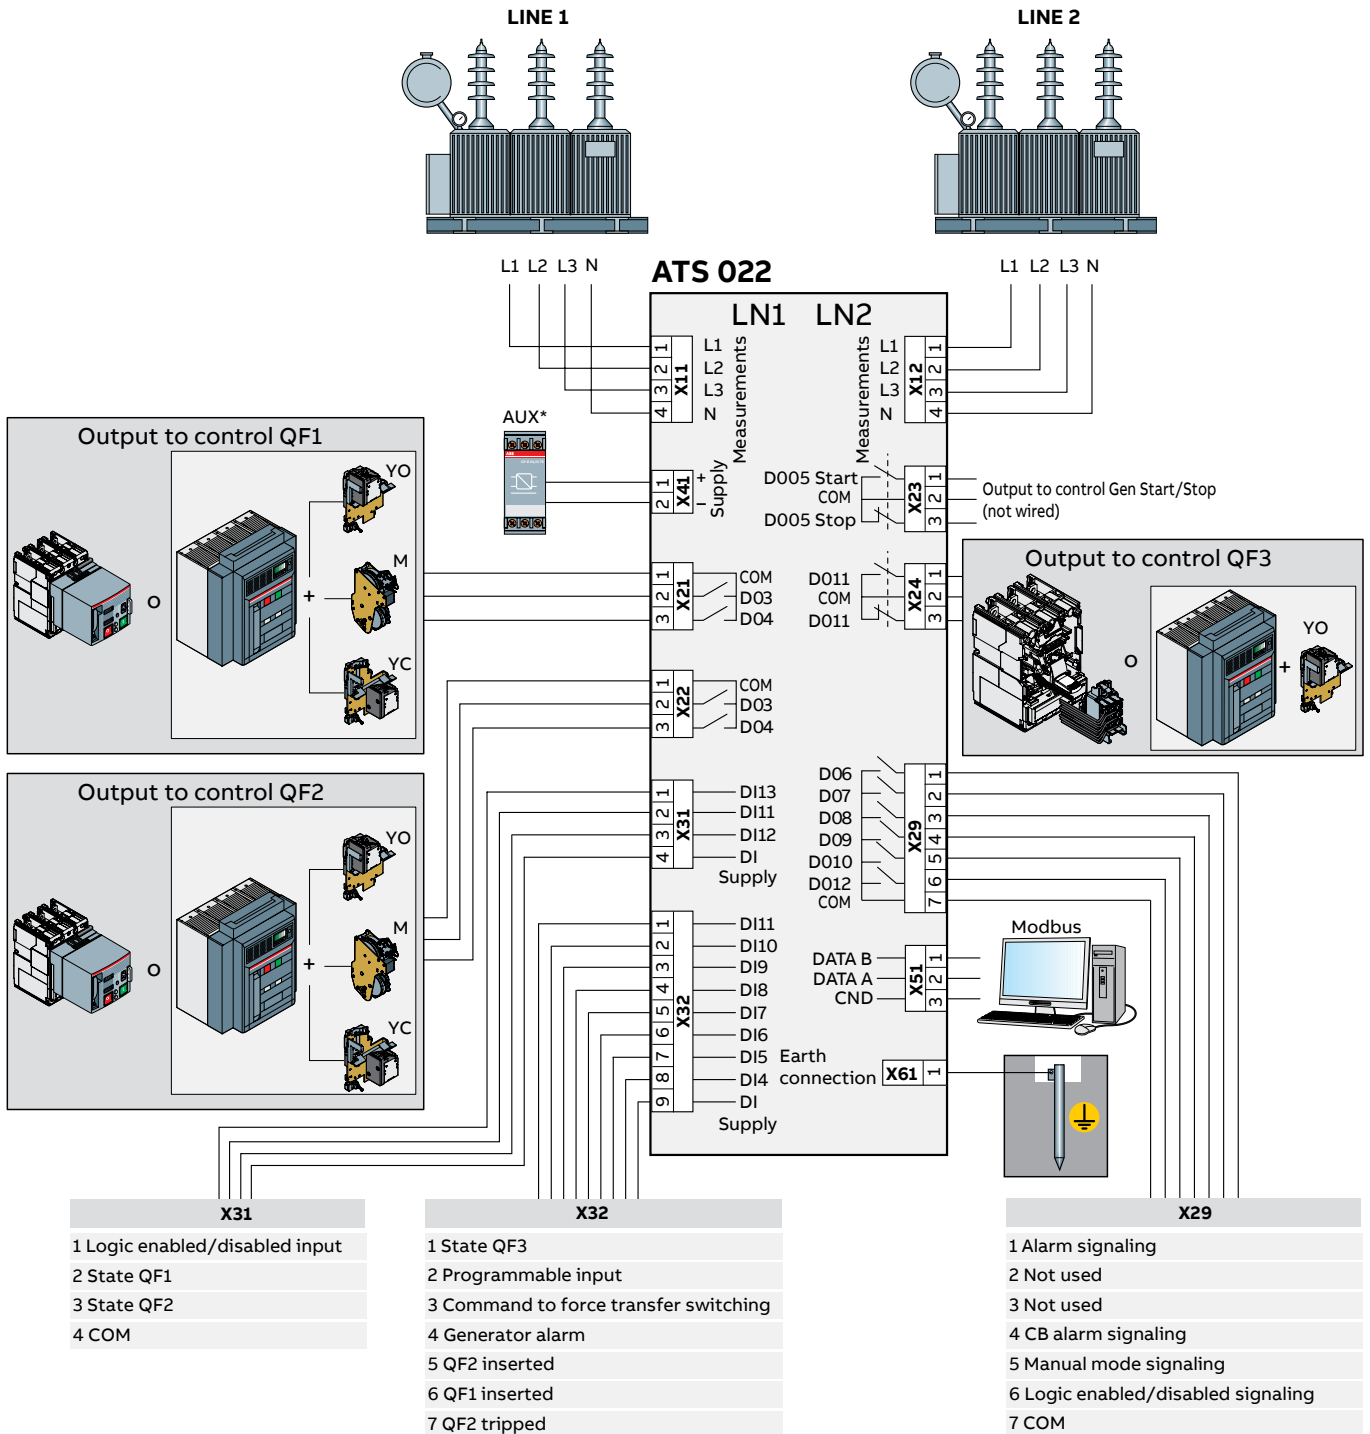 LINE 1
LINE 2
L1 L2 L3 N
ATS 022
L1 L2 L3 N
LN1 LN2
1 L1
2 L2
3 L3
4 N
X11
Measurements
Measurements
L1 1
L2 2
L3 3
N 4
X12
AUX*
ABB
1 +
2 −
X41
Supply
D005 Start 1
COM 2
D005 Stop 3
X23
Output to control Gen Start/Stop
(not wired)
Output to control QF1
YO
M
YC
O
+
1 COM
2 D03
3 D04
X21
D011 1
COM 2
D011 3
X24
Output to control QF3
O
+
YO
1 COM
2 D03
3 D04
X22
Output to control QF2
YO
M
YC
O
+
1 DI13
2 DI11
3 DI12
4 DI
Supply
X31
D06 1
D07 2
D08 3
D09 4
D010 5
D012 6
COM 7
X29
1 DI11
2 DI10
3 DI9
4 DI8
5 DI7
6 DI6
7 DI5
8 DI4
9 DI
Supply
X32
DATA B 1
DATA A 2
CND 3
X51
Modbus
Earth
connection X61 1
X31
1 Logic enabled/disabled input
2 State QF1
3 State QF2
4 COM
X32
1 State QF3
2 Programmable input
3 Command to force transfer switching
4 Generator alarm
5 QF2 inserted
6 QF1 inserted
7 QF2 tripped
X29
1 Alarm signaling
2 Not used
3 Not used
4 CB alarm signaling
5 Manual mode signaling
6 Logic enabled/disabled signaling
7 COM